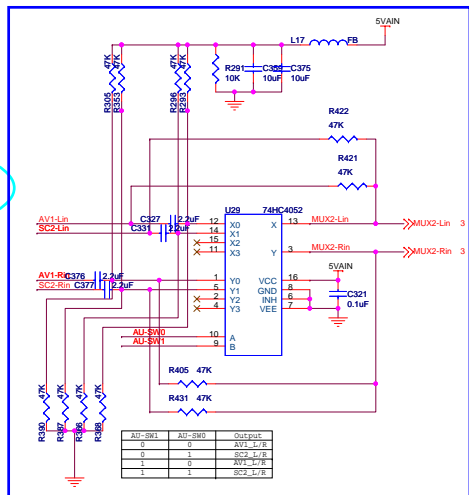 5VAIN
L17 FB
47K 47K 47K 47K
R305 R353 R296 R293
R291
10K
C359
10uF
C375
10uF
R422
47K
R421
47K
U29 74HC4052
AV1-Lin C327 2.2uF 12 X0 X 13 MUX2-Lin MUX2-Lin 3
SC2-Lin C331 2.2uF 14 X1
15 X2
11 X3 Y 3 MUX2-Rin MUX2-Rin 3
5VAIN
AV1-Rin C376 2.2uF 1 Y0 VCC 16
SC2-Rin C377 2.2uF 5 Y1 GND 8
2 Y2 INH 6
4 Y3 VEE 7
C321
0.1uF
AU-SW0 10 A
AU-SW1 9 B
R405 47K
R431 47K
47K 47K 47K 47K
R390 R387 R366 R368
AU-SW1 AU-SW0 Output
0 0 AV1_L/R
0 1 SC2_L/R
1 0 AV1_L/R
1 1 SC2_L/R